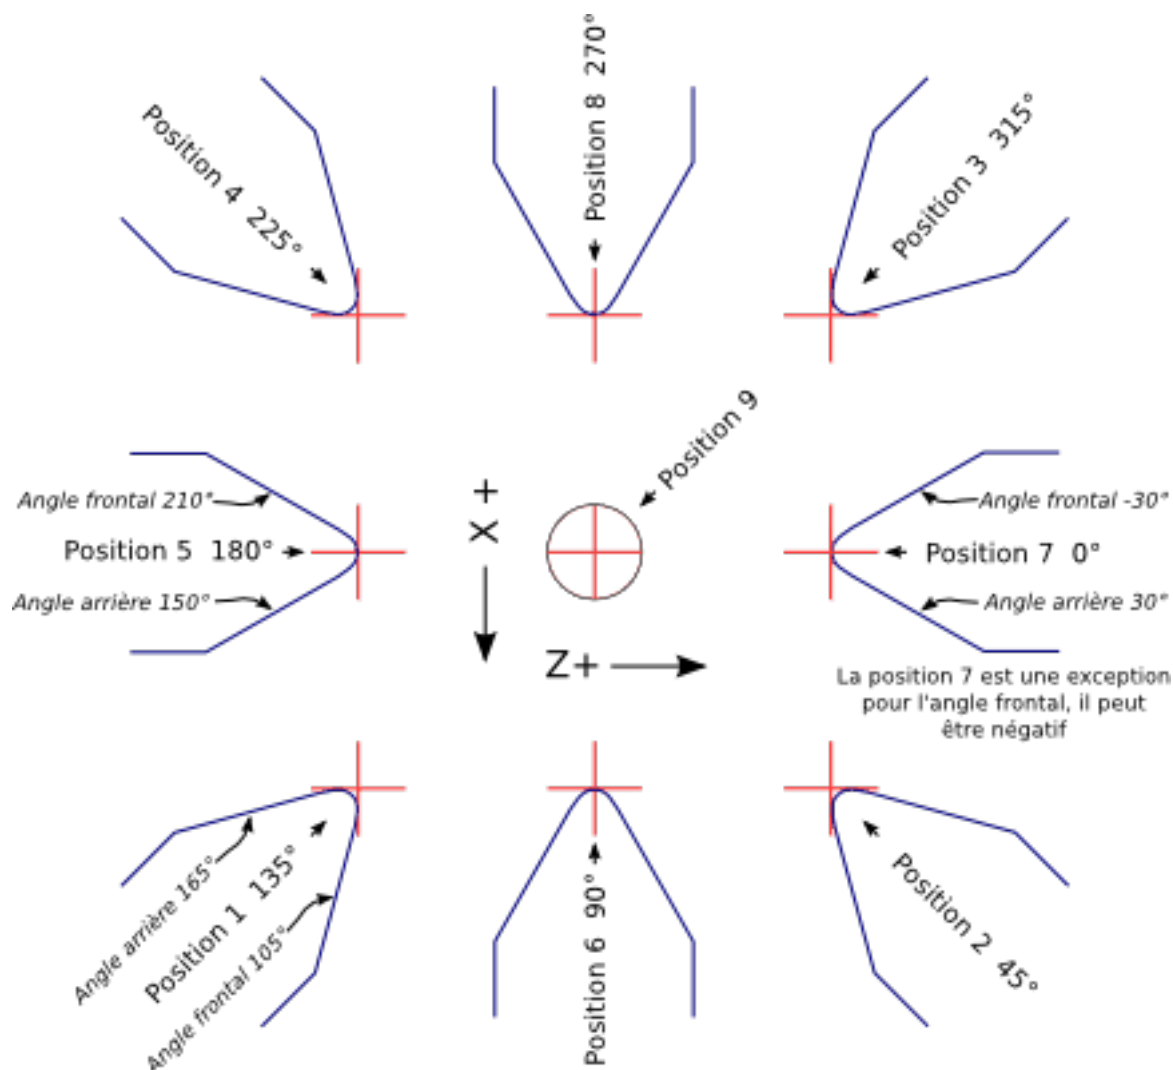 Position 4 225°
Position 8 270°
Position 3 315°
Position 9
Angle frontal 210°
Position 5 180°
Angle arrière 150°
X +
Z+
Angle frontal -30°
Position 7 0°
Angle arrière 30°
La position 7 est une exception
pour l'angle frontal, il peut
être négatif
Angle arrière 165°
Position 1 135°
Angle frontal 105°
Position 6 90°
Position 2 45°